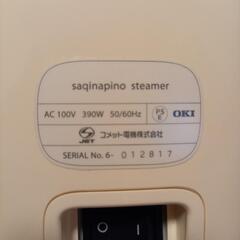 saqinapino steamer
AC 100V 390W 50/60Hz PS E OKI
JET コメット電機株式会社
SERIAL No. 6- 012817